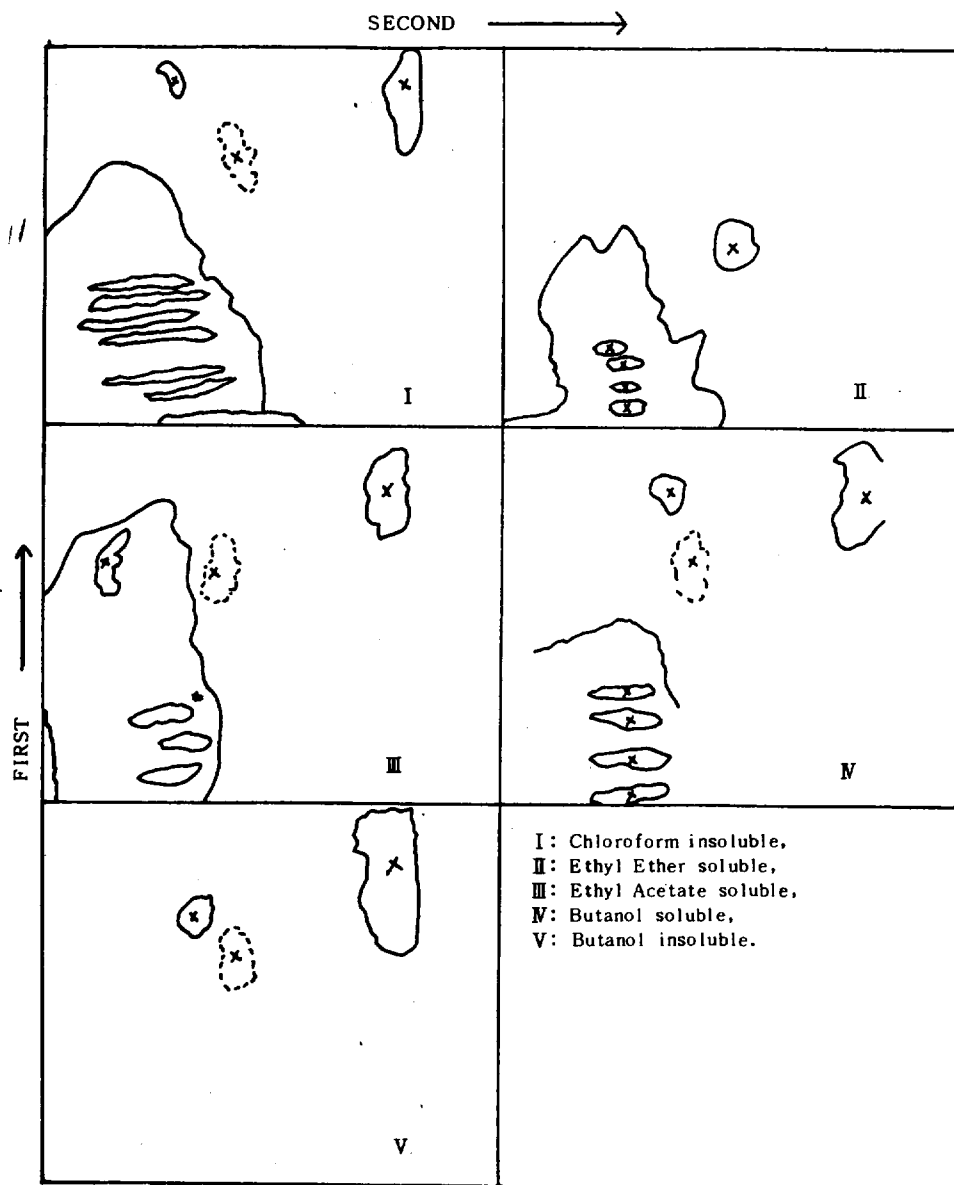 SECOND
I
II
FIRST
III
IV
I: Chloroform insoluble,
II: Ethyl Ether soluble,
III: Ethyl Acetate soluble,
IV: Butanol soluble,
V: Butanol insoluble.
V